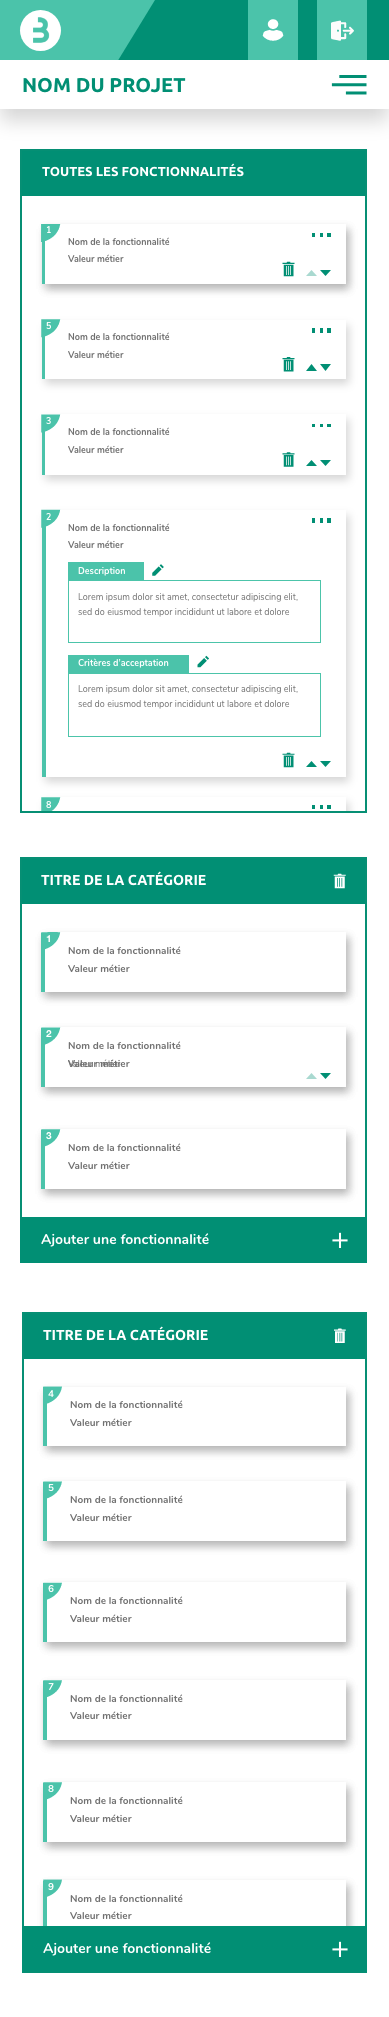 B
NOM DU PROJET
TOUTES LES FONCTIONNALITÉS
1
Nom de la fonctionnalité
Valeur métier
5
Nom de la fonctionnalité
Valeur métier
3
Nom de la fonctionnalité
Valeur métier
2
Nom de la fonctionnalité
Valeur métier
Description
Lorem ipsum dolor sit amet, consectetur adipiscing elit,
sed do eiusmod tempor incididunt ut labore et dolore
Critères d'acceptation
Lorem ipsum dolor sit amet, consectetur adipiscing elit,
sed do eiusmod tempor incididunt ut labore et dolore
8
TITRE DE LA CATÉGORIE
1
Nom de la fonctionnalité
Valeur métier
2
Nom de la fonctionnalité
Valeur métier
3
Nom de la fonctionnalité
Valeur métier
Ajouter une fonctionnalité
TITRE DE LA CATÉGORIE
4
Nom de la fonctionnalité
Valeur métier
5
Nom de la fonctionnalité
Valeur métier
6
Nom de la fonctionnalité
Valeur métier
7
Nom de la fonctionnalité
Valeur métier
8
Nom de la fonctionnalité
Valeur métier
9
Nom de la fonctionnalité
Valeur métier
Ajouter une fonctionnalité